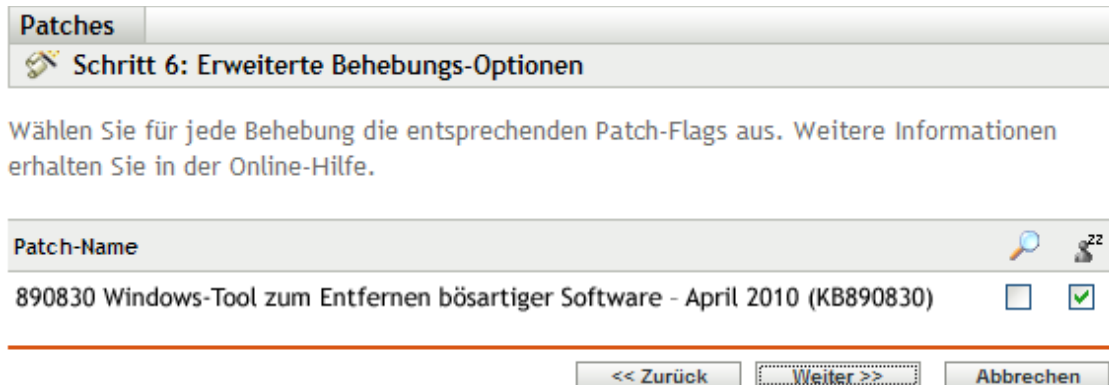 Patches
Schritt 6: Erweiterte Behebungs-Optionen
Wählen Sie für jede Behebung die entsprechenden Patch-Flags aus. Weitere Informationen
erhalten Sie in der Online-Hilfe.
Patch-Name zz
890830 Windows-Tool zum Entfernen bösartiger Software - April 2010 (KB890830)
<< Zurück Weiter >> Abbrechen